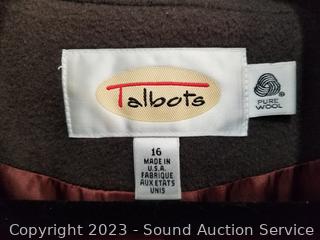 Talbots
PURE
WOOL
16
MADE IN
U.S.A.
FABRIQUE
AUX ETATS
UNIS
Copyright 2023 - Sound Auction Service